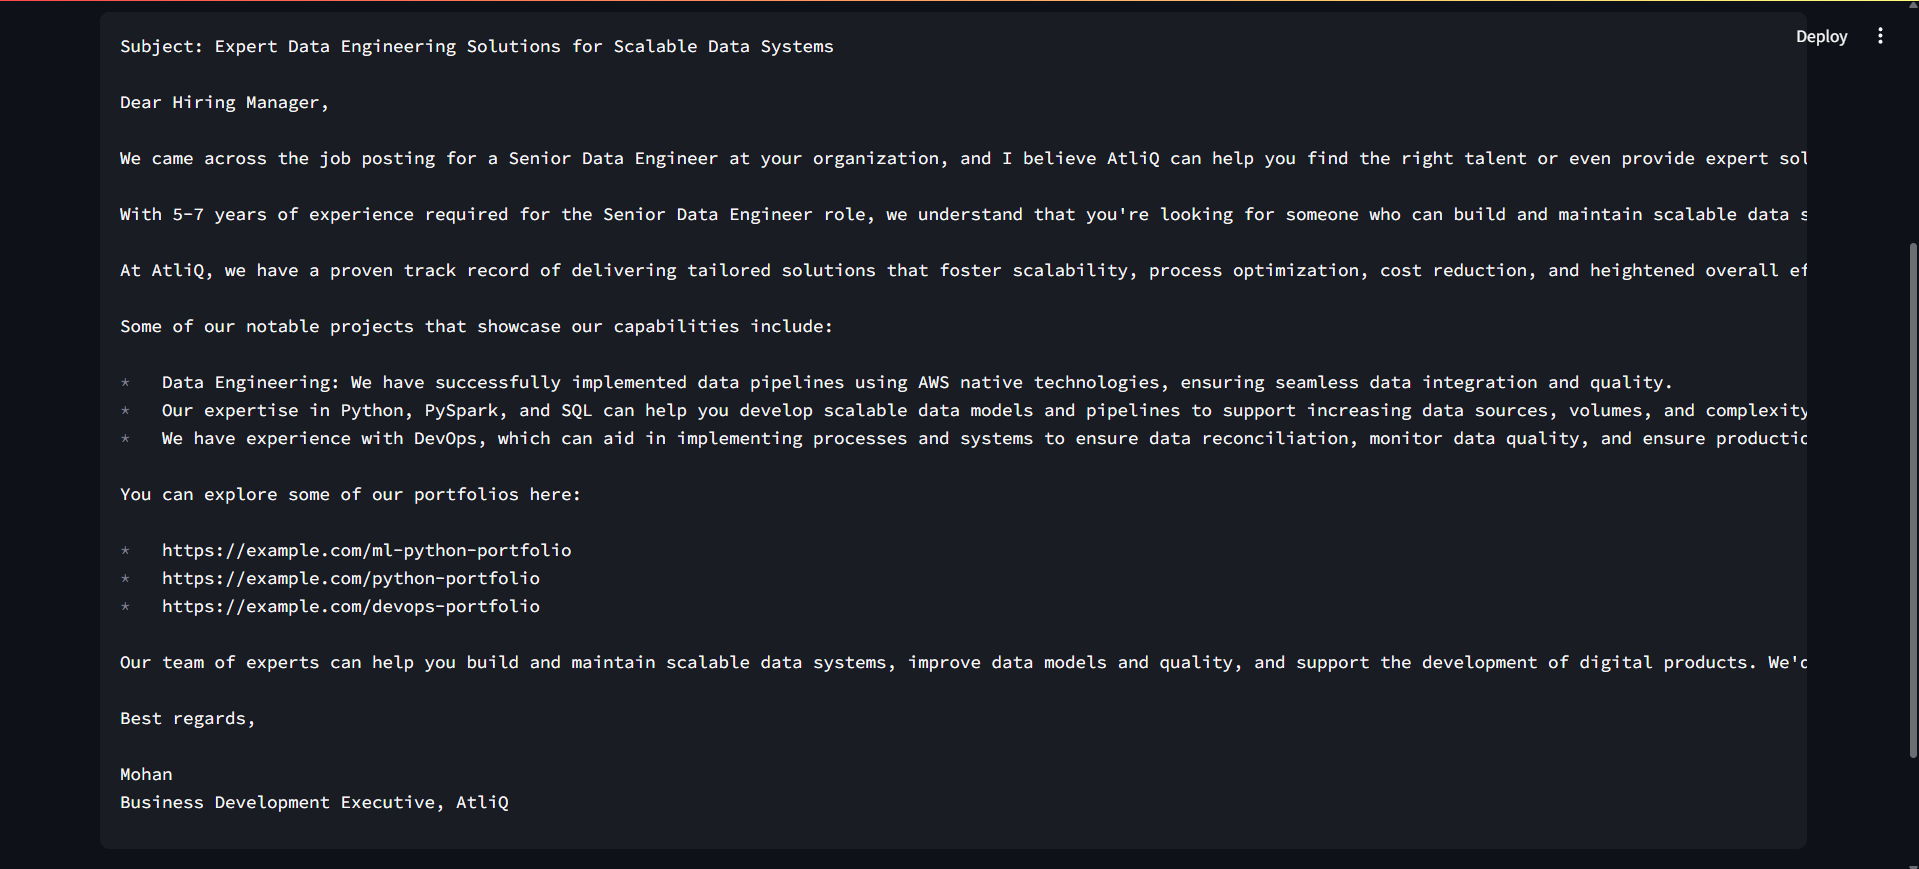 Deploy
Subject: Expert Data Engineering Solutions for Scalable Data Systems
Dear Hiring Manager,
We came across the job posting for a Senior Data Engineer at your organization, and I believe AtliQ can help you find the right talent or even provide expert sol
With 5-7 years of experience required for the Senior Data Engineer role, we understand that you're looking for someone who can build and maintain scalable data s
At AtliQ, we have a proven track record of delivering tailored solutions that foster scalability, process optimization, cost reduction, and heightened overall ef
Some of our notable projects that showcase our capabilities include:
* Data Engineering: We have successfully implemented data pipelines using AWS native technologies, ensuring seamless data integration and quality.
* Our expertise in Python, PySpark, and SQL can help you develop scalable data models and pipelines to support increasing data sources, volumes, and complexity
* We have experience with DevOps, which can aid in implementing processes and systems to ensure data reconciliation, monitor data quality, and ensure productio
You can explore some of our portfolios here:
* https://example.com/ml-python-portfolio
* https://example.com/python-portfolio
* https://example.com/devops-portfolio
Our team of experts can help you build and maintain scalable data systems, improve data models and quality, and support the development of digital products. We'd
Best regards,
Mohan
Business Development Executive, AtliQ